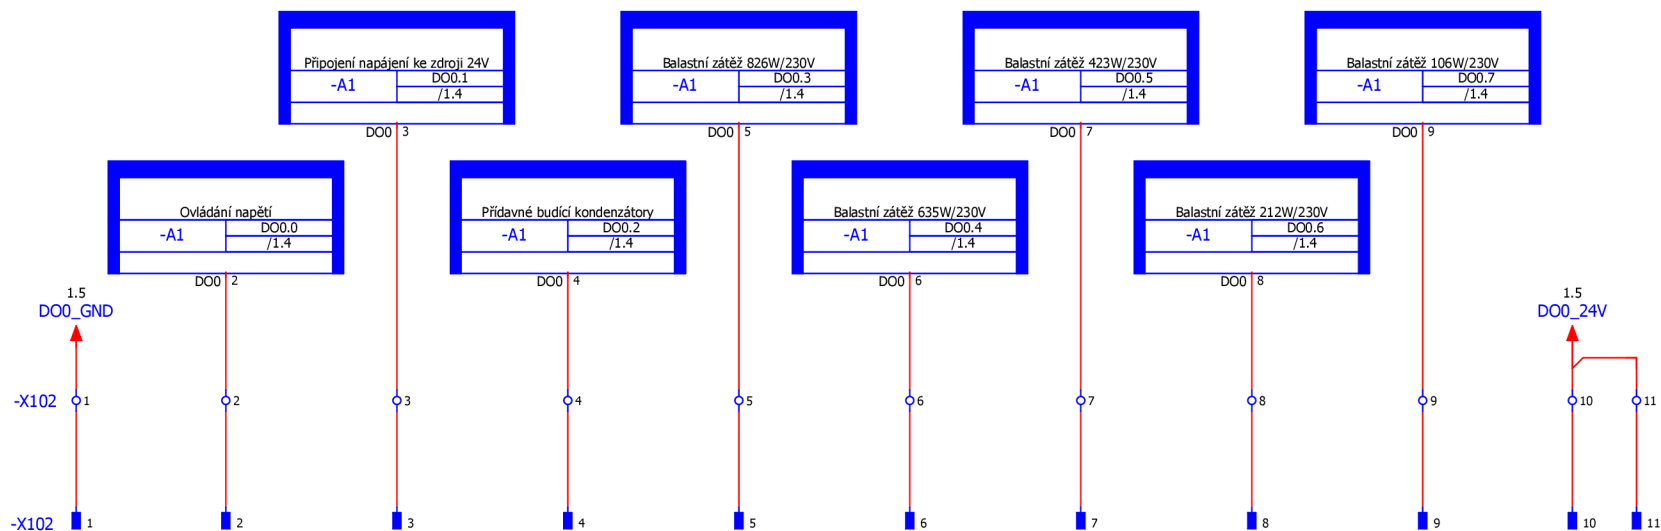 Připojení napájení ke zdroji 24V
-A1
DO0.1
/1.4
DO0 3
Balastní zátěž 826W/230V
-A1
DO0.3
/1.4
DO0 5
Balastní zátěž 423W/230V
-A1
DO0.5
/1.4
DO0 7
Balastní zátěž 106W/230V
-A1
DO0.7
/1.4
DO0 9
Ovládání napětí
-A1
DO0.0
/1.4
DO0 2
Přídavné budící kondenzátory
-A1
DO0.2
/1.4
DO0 4
Balastní zátěž 635W/230V
-A1
DO0.4
/1.4
DO0 6
Balastní zátěž 212W/230V
-A1
DO0.6
/1.4
DO0 8
1.5
DO0_GND
1.5
DO0_24V
-X102 1 2 3 4 5 6 7 8 9 10 11
-X102 1 2 3 4 5 6 7 8 9 10 11